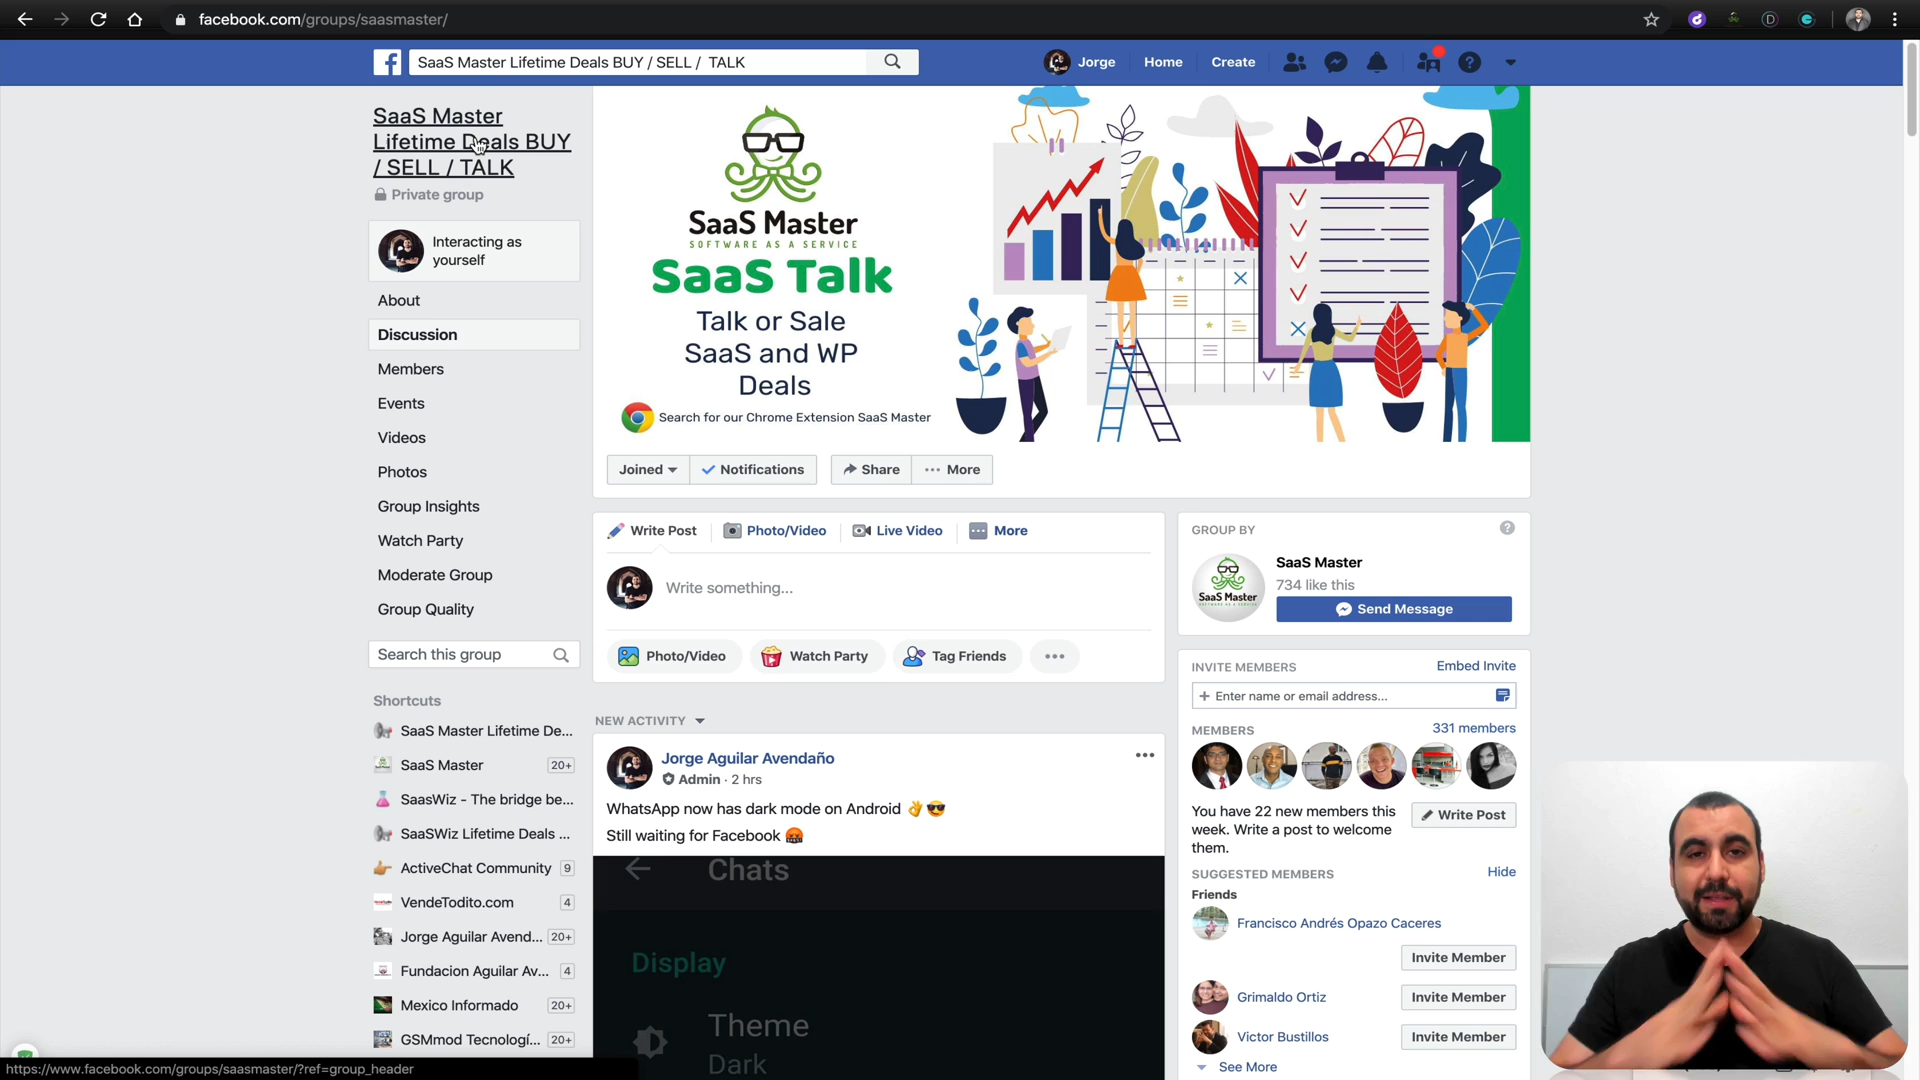 facebook.com/groups/saasmaster/
SaaS Master Lifetime Deals BUY / SELL / TALK
Jorge
Home
Create
SaaS Master
Lifetime Deals BUY
/ SELL / TALK
Private group
Interacting as
yourself
About
Discussion
Members
Events
Videos
Photos
Group Insights
Watch Party
Moderate Group
Group Quality
Search this group
Shortcuts
SaaS Master Lifetime De...
SaaS Master 20+
SaasWiz - The bridge be...
SaaSWiz Lifetime Deals ...
ActiveChat Community 9
VendeTodito.com 4
Jorge Aguilar Avend... 20+
Fundacion Aguilar Av... 4
Mexico Informado 20+
GSMmod Tecnologí... 20+
https://www.facebook.com/groups/saasmaster/?ref=group_header
SaaS Master
SOFTWARE AS A SERVICE
SaaS Talk
Talk or Sale
SaaS and WP
Deals
Search for our Chrome Extension SaaS Master
Joined
Notifications
Share
More
Write Post
Photo/Video
Live Video
More
Write something...
Photo/Video
Watch Party
Tag Friends
NEW ACTIVITY
Jorge Aguilar Avendaño
Admin · 2 hrs
WhatsApp now has dark mode on Android 👌😎
Still waiting for Facebook 🤬
Chats
Display
Theme
Dark
GROUP BY
SaaS Master
SaaS Master
734 like this
Send Message
INVITE MEMBERS
Embed Invite
+ Enter name or email address...
MEMBERS
331 members
You have 22 new members this
week. Write a post to welcome
them.
Write Post
SUGGESTED MEMBERS
Hide
Friends
Francisco Andrés Opazo Caceres
Invite Member
Grimaldo Ortiz
Invite Member
Victor Bustillos
Invite Member
See More